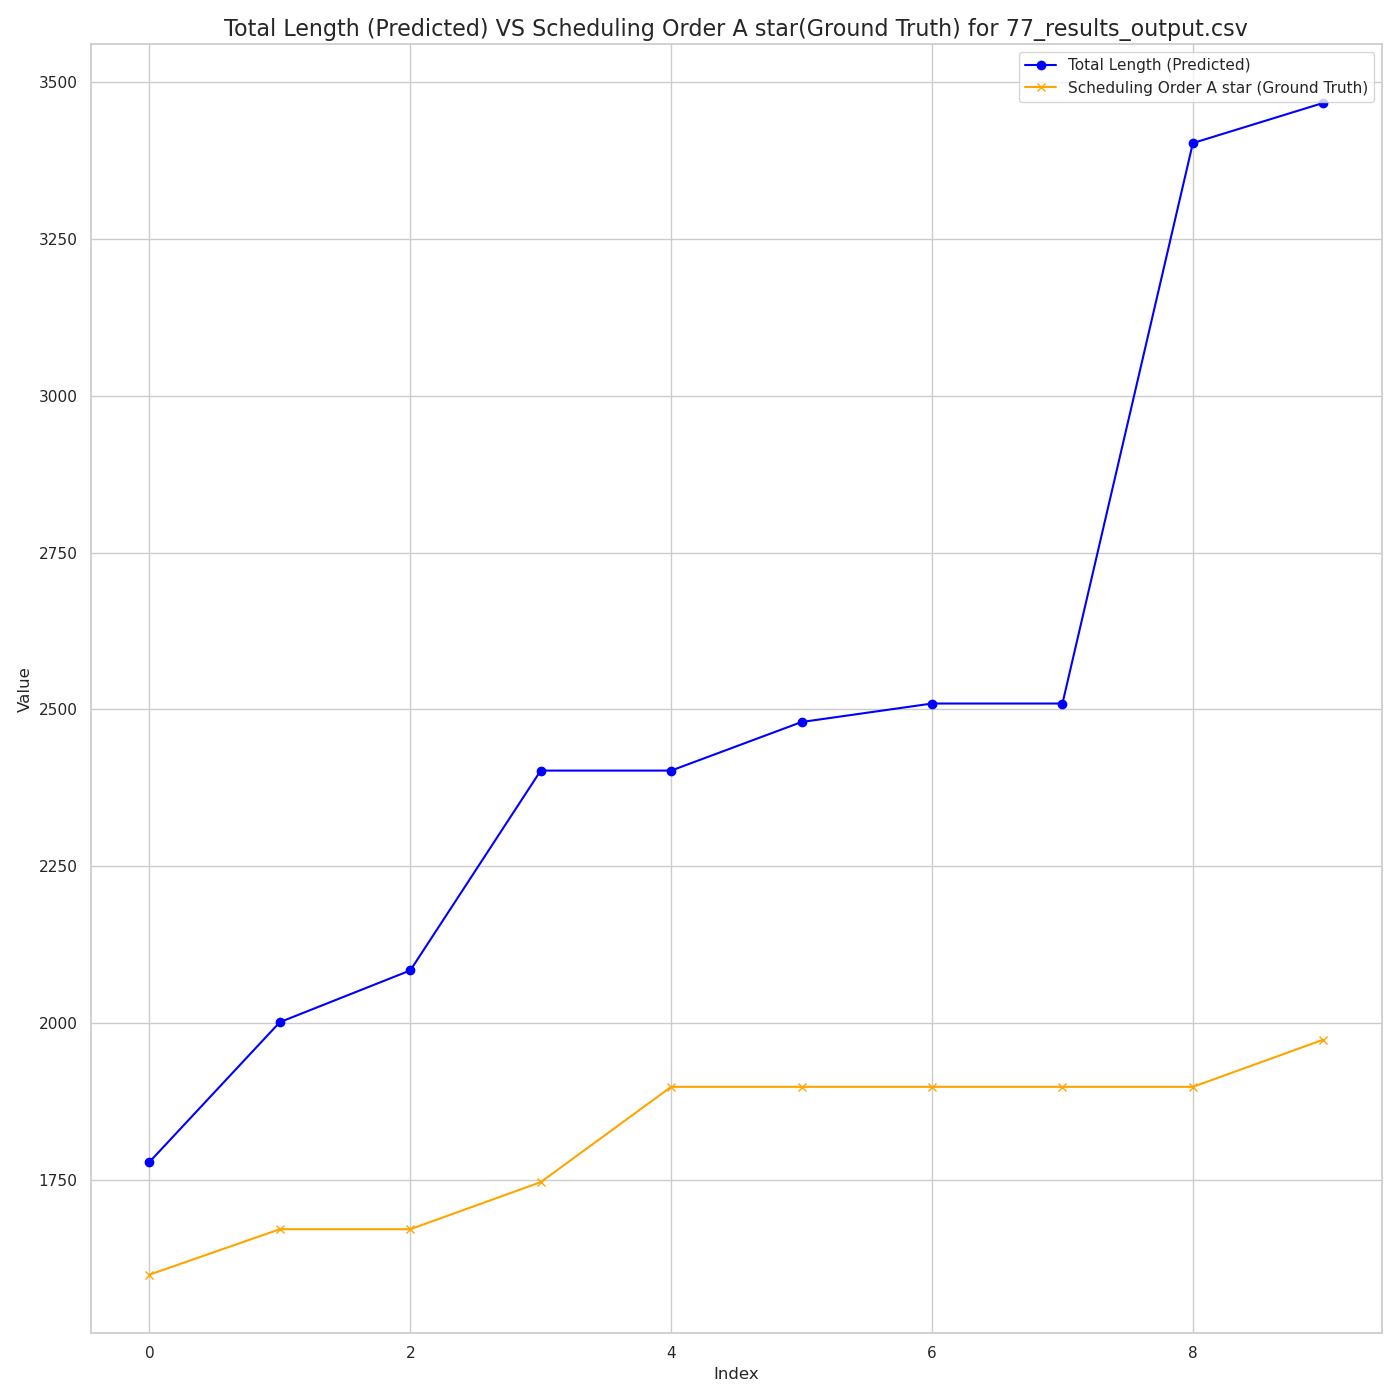 Total Length (Predicted) VS Scheduling Order A star(Ground Truth) for 77_results_output.csv
Total Length (Predicted)
Scheduling Order A star (Ground Truth)
3500
3250
3000
2750
2500
2250
2000
1750
Value
0 2 4 6 8
Index